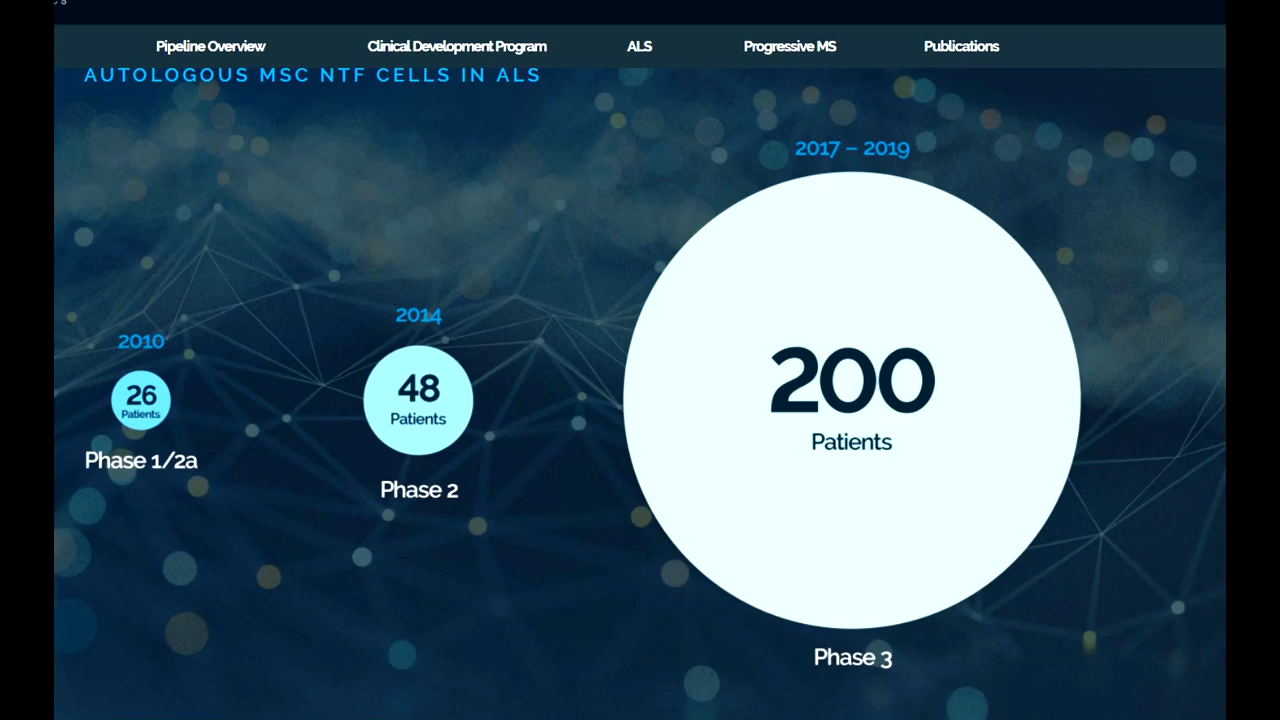 Pipeline Overview Clinical Development Program ALS Progressive MS Publications
AUTOLOGOUS MSC NTF CELLS IN ALS
2010
26
Patients
Phase 1/2a
2014
48
Patients
Phase 2
2017 – 2019
200
Patients
Phase 3